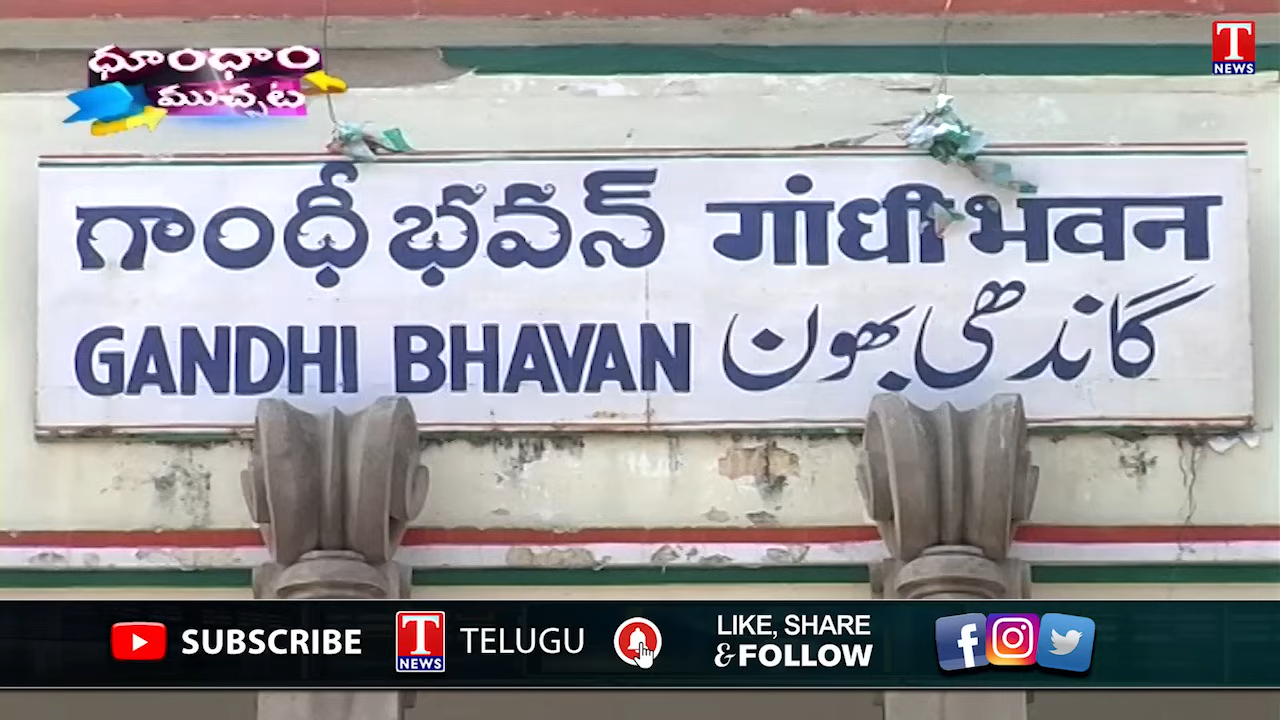 ధూంధాం
ముచ్చట
T
NEWS
గాంధీ భవన్ गांधी भवन
GANDHI BHAVAN گاندھی بھون
SUBSCRIBE T NEWS TELUGU LIKE, SHARE & FOLLOW